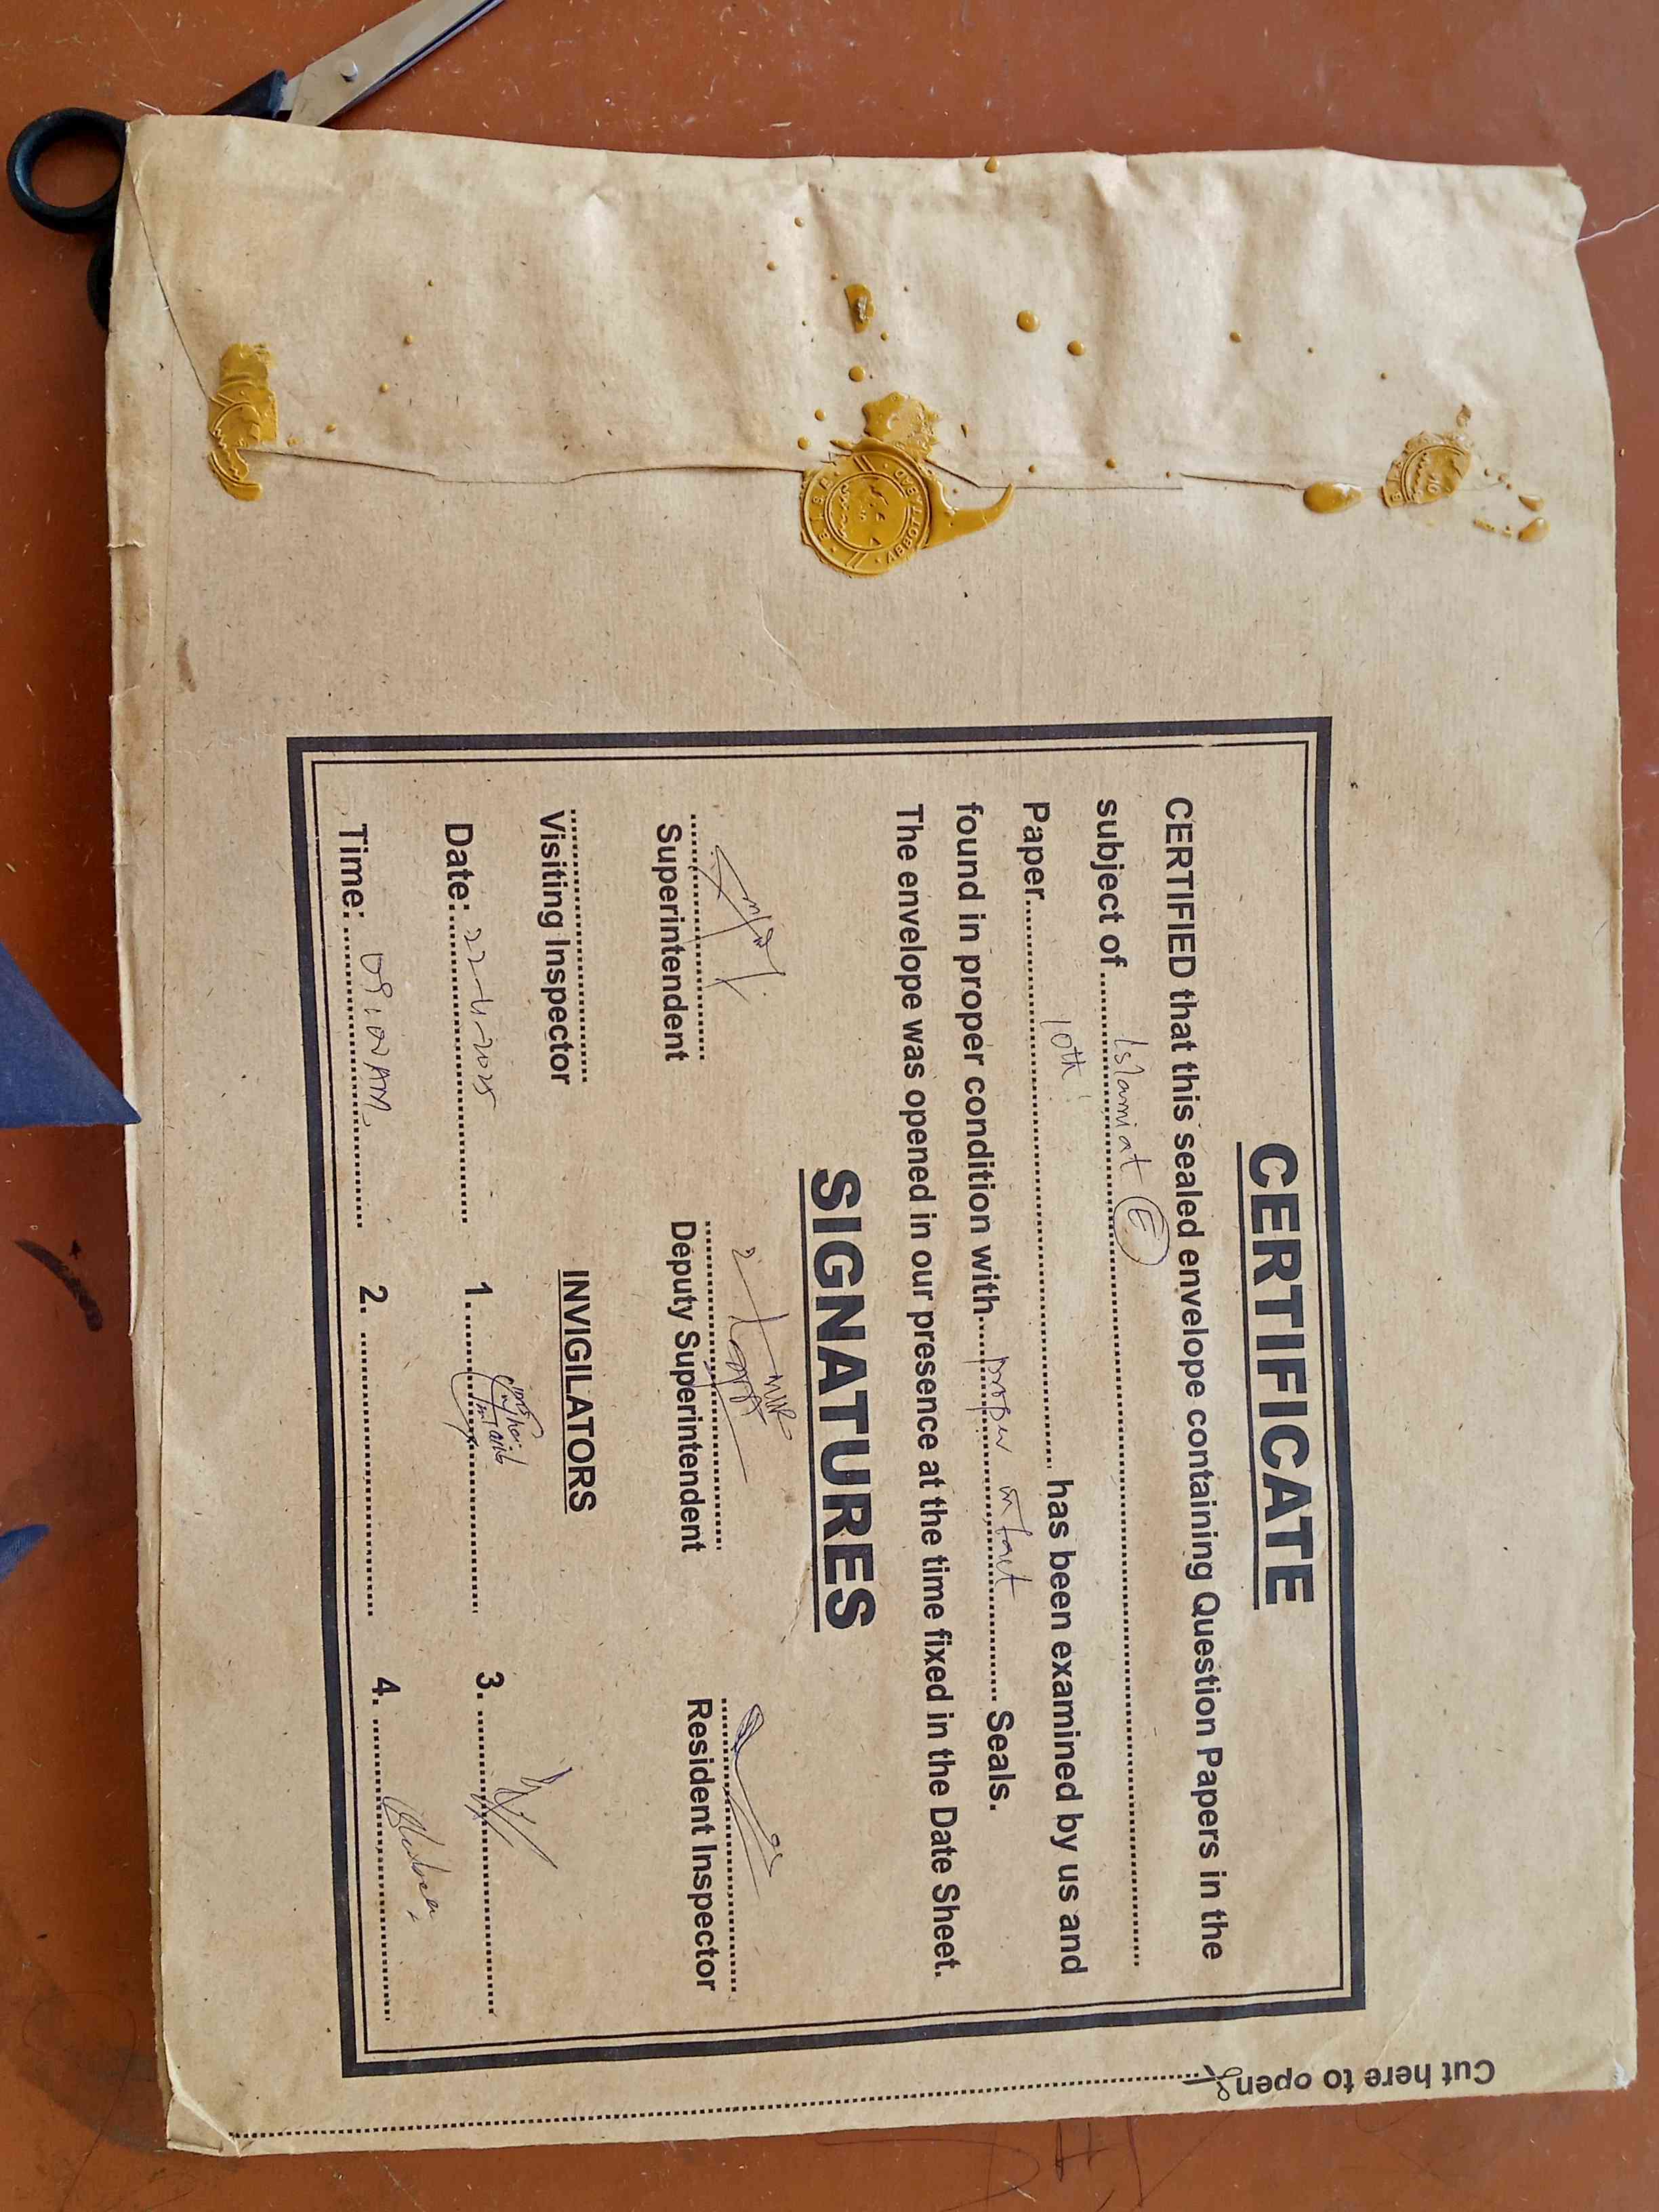 CERTIFICATE
CERTIFIED that this sealed envelope containing Question Papers in the
subject of ........ Islamiat (E) ........
Paper ........ 10th ........ has been examined by us and
found in proper condition with ........ proper intact ........ Seals.
The envelope was opened in our presence at the time fixed in the Date Sheet.
SIGNATURES
Superintendent Deputy Superintendent Resident Inspector
Visiting Inspector
INVIGILATORS
Date: 22-4-2025 1. ........ 3. ........
Time: 09:00 AM 2. ........ 4. ........
Cut here to open
B.I.S.E. ABBOTTABAD